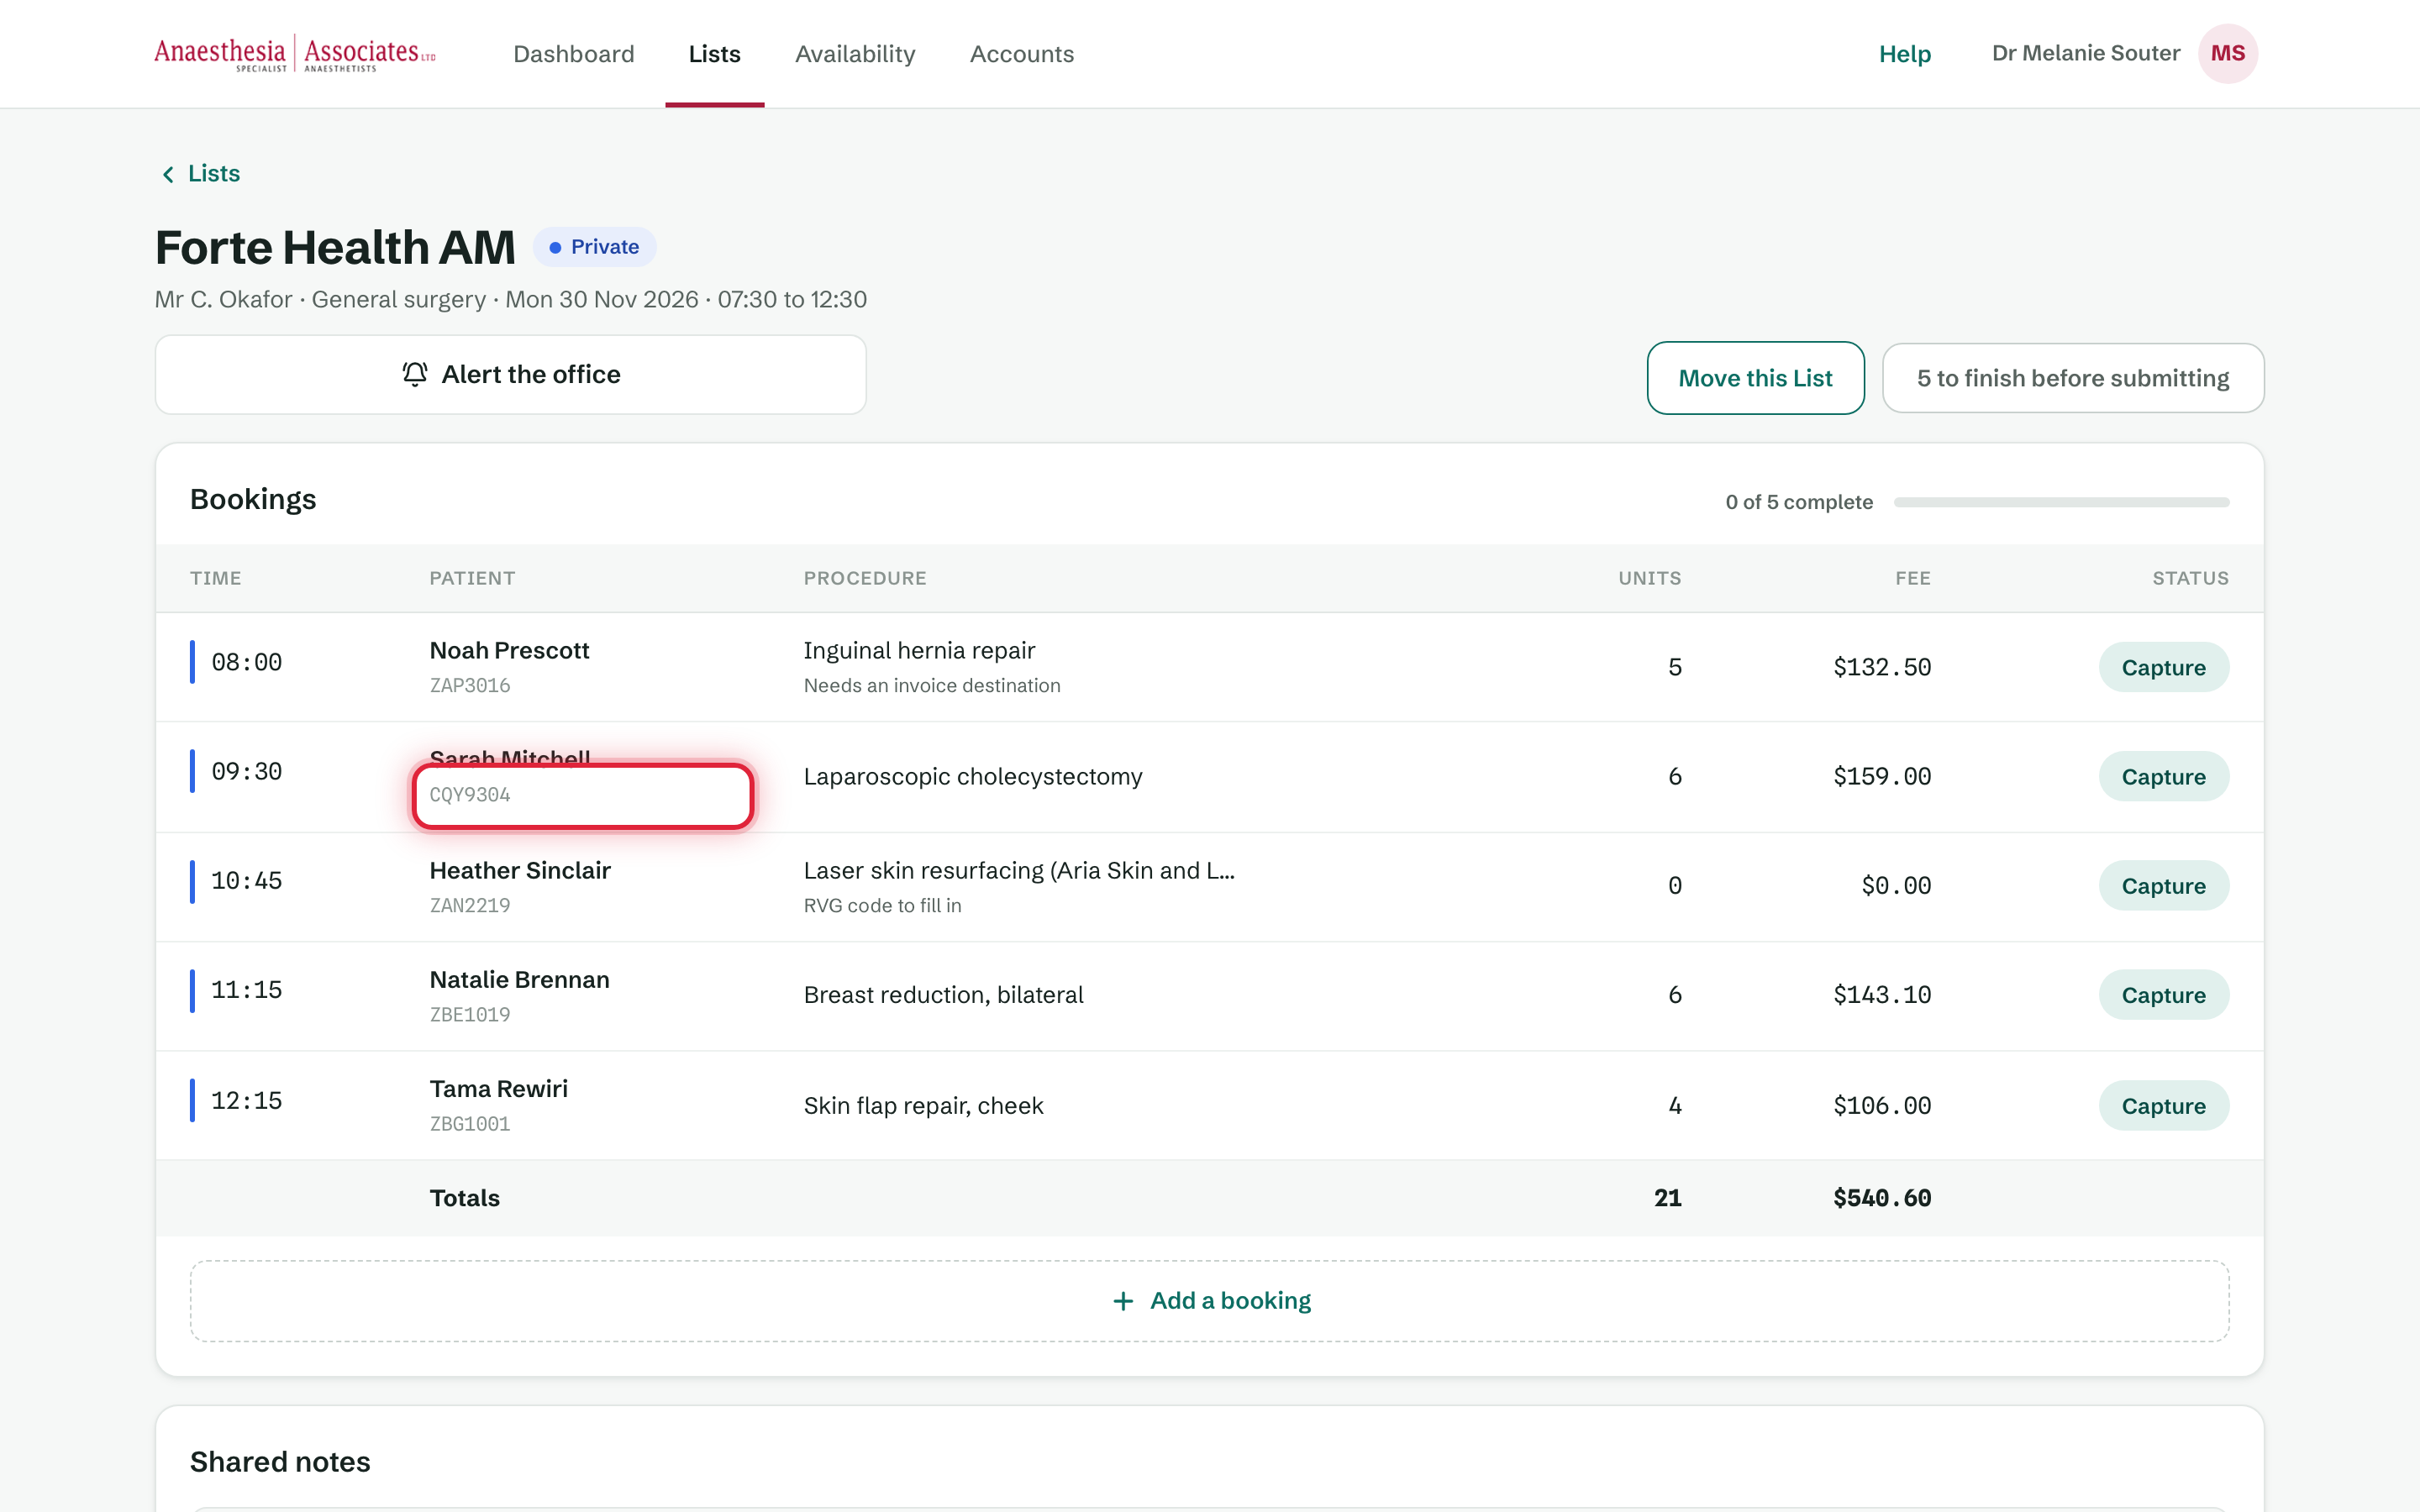 Anaesthesia | Associates LTD
SPECIALIST ANAESTHETISTS
Dashboard
Lists
Availability
Accounts
Help
Dr Melanie Souter
MS
Lists
Forte Health AM
Private
Mr C. Okafor · General surgery · Mon 30 Nov 2026 · 07:30 to 12:30
Alert the office
Move this List
5 to finish before submitting
Bookings
0 of 5 complete
TIME PATIENT PROCEDURE UNITS FEE STATUS
08:00 Noah Prescott Inguinal hernia repair 5 $132.50 Capture
ZAP3016 Needs an invoice destination
09:30 Sarah Mitchell Laparoscopic cholecystectomy 6 $159.00 Capture
CQY9304
10:45 Heather Sinclair Laser skin resurfacing (Aria Skin and L... 0 $0.00 Capture
ZAN2219 RVG code to fill in
11:15 Natalie Brennan Breast reduction, bilateral 6 $143.10 Capture
ZBE1019
12:15 Tama Rewiri Skin flap repair, cheek 4 $106.00 Capture
ZBG1001
Totals 21 $540.60
+ Add a booking
Shared notes